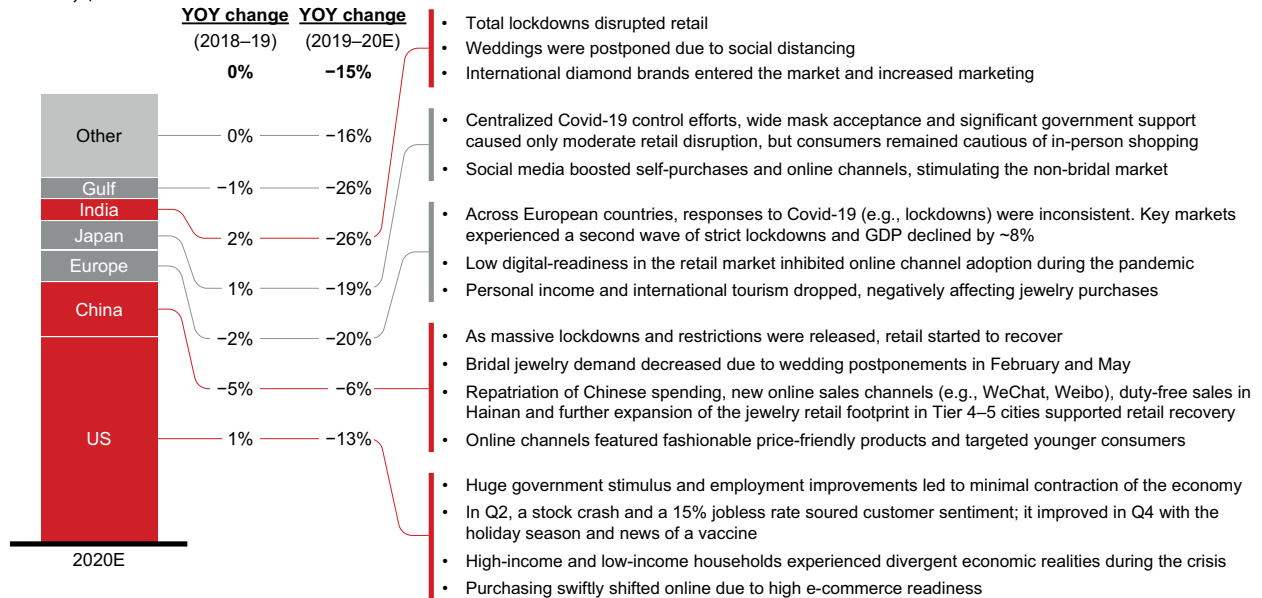 YOY change YOY change
(2018–19) (2019–20E)
0% −15%
Other 0% −16%
Gulf −1% −26%
India 2% −26%
Japan 1% −19%
Europe −2% −20%
China −5% −6%
US 1% −13%
2020E
• Total lockdowns disrupted retail
• Weddings were postponed due to social distancing
• International diamond brands entered the market and increased marketing
• Centralized Covid-19 control efforts, wide mask acceptance and significant government support
caused only moderate retail disruption, but consumers remained cautious of in-person shopping
• Social media boosted self-purchases and online channels, stimulating the non-bridal market
• Across European countries, responses to Covid-19 (e.g., lockdowns) were inconsistent. Key markets
experienced a second wave of strict lockdowns and GDP declined by ~8%
• Low digital-readiness in the retail market inhibited online channel adoption during the pandemic
• Personal income and international tourism dropped, negatively affecting jewelry purchases
• As massive lockdowns and restrictions were released, retail started to recover
• Bridal jewelry demand decreased due to wedding postponements in February and May
• Repatriation of Chinese spending, new online sales channels (e.g., WeChat, Weibo), duty-free sales in
Hainan and further expansion of the jewelry retail footprint in Tier 4–5 cities supported retail recovery
• Online channels featured fashionable price-friendly products and targeted younger consumers
• Huge government stimulus and employment improvements led to minimal contraction of the economy
• In Q2, a stock crash and a 15% jobless rate soured customer sentiment; it improved in Q4 with the
holiday season and news of a vaccine
• High-income and low-income households experienced divergent economic realities during the crisis
• Purchasing swiftly shifted online due to high e-commerce readiness